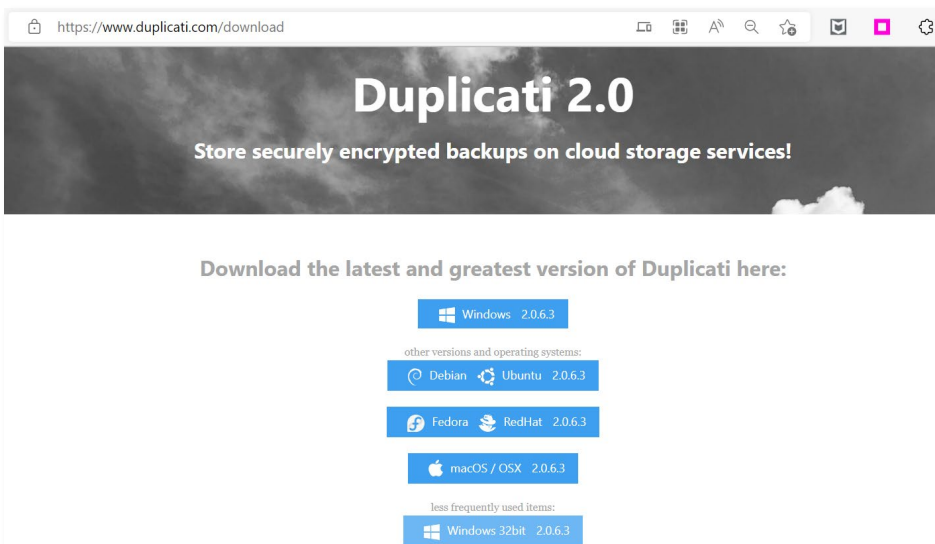 https://www.duplicati.com/download
Duplicati 2.0
Store securely encrypted backups on cloud storage services!
Download the latest and greatest version of Duplicati here:
Windows 2.0.6.3
other versions and operating systems:
Debian Ubuntu 2.0.6.3
Fedora RedHat 2.0.6.3
macOS / OSX 2.0.6.3
less frequently used items:
Windows 32bit 2.0.6.3